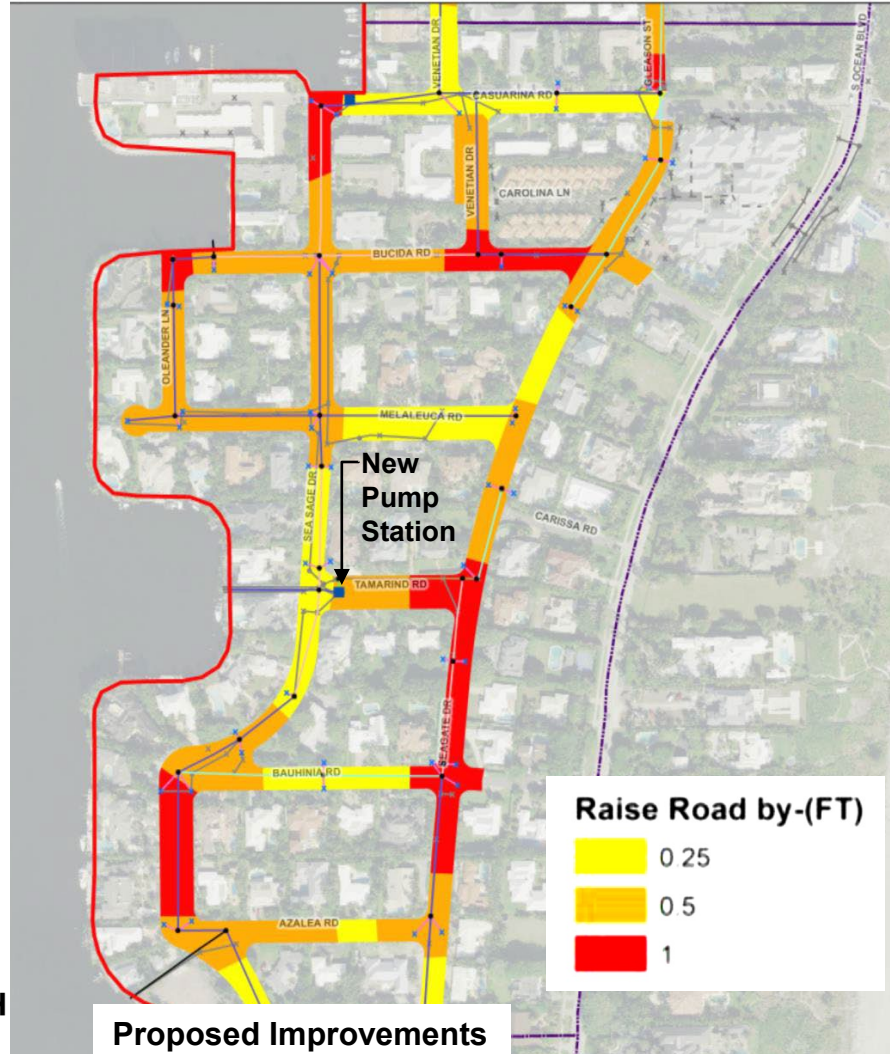 VENETIAN DR
GLEASON ST
S OCEAN BLVD
CASUARINA RD
VENETIAN DR
CAROLINA LN
BUCIDA RD
OLEANDER LN
MELALEUCA RD
SEA SAGE DR
New
Pump
Station
CARISSA RD
TAMARIND RD
SEAGATE DR
BAUHINIA RD
Raise Road by-(FT)
0.25
0.5
1
AZALEA RD
Proposed Improvements